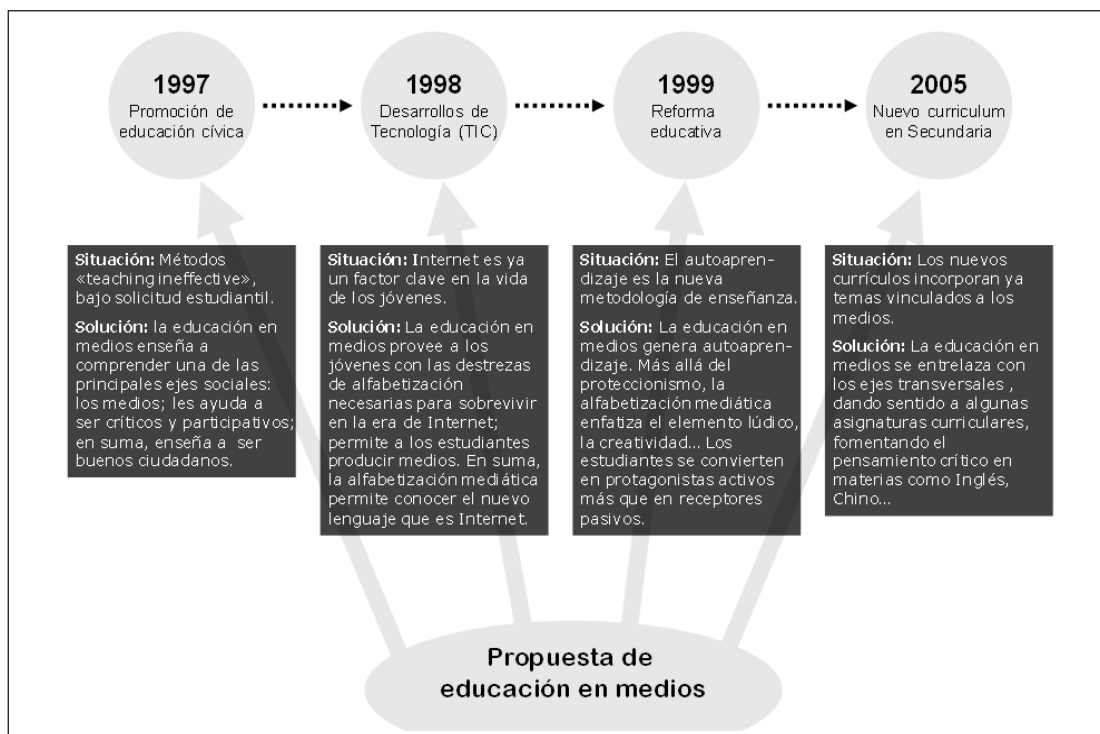 1997
Promoción de
educación cívica
1998
Desarrollos de
Tecnología (TIC)
1999
Reforma
educativa
2005
Nuevo curriculum
en Secundaria
Situación: Métodos
«teaching ineffective»,
bajo solicitud estudiantil.
Solución: la educación en
medios enseña a
comprender una de las
principales ejes sociales:
los medios; les ayuda a
ser críticos y participativos;
en suma, enseña a ser
buenos ciudadanos.
Situación: Internet es ya
un factor clave en la vida
de los jóvenes.
Solución: La educación en
medios provee a los
jóvenes con las destrezas
de alfabetización
necesarias para sobrevivir
en la era de Internet;
permite a los estudiantes
producir medios. En suma,
la alfabetización mediática
permite conocer el nuevo
lenguaje que es Internet.
Situación: El autoapren-
dizaje es la nueva
metodología de enseñanza.
Solución: La educación en
medios genera autoapren-
dizaje. Más allá del
proteccionismo, la
alfabetización mediática
enfatiza el elemento lúdico,
la creatividad... Los
estudiantes se convierten
en protagonistas activos
más que en receptores
pasivos.
Situación: Los nuevos
currículos incorporan ya
temas vinculados a los
medios.
Solución: La educación en
medios se entrelaza con
los ejes transversales ,
dando sentido a algunas
asignaturas curriculares,
fomentando el
pensamiento crítico en
materias como Inglés,
Chino...
Propuesta de
educación en medios